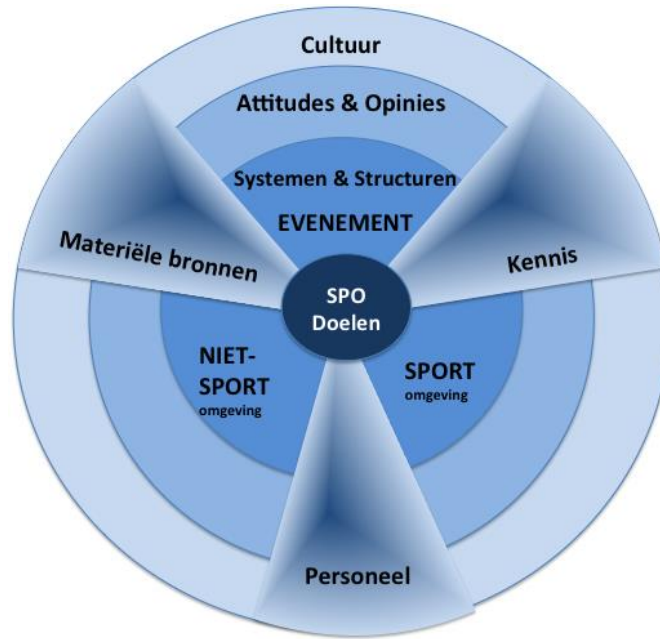 Cultuur
Attitudes & Opinies
Systemen & Structuren
EVENEMENT
Materiële bronnen
Kennis
SPO
Doelen
NIET-
SPORT
omgeving
SPORT
omgeving
Personeel